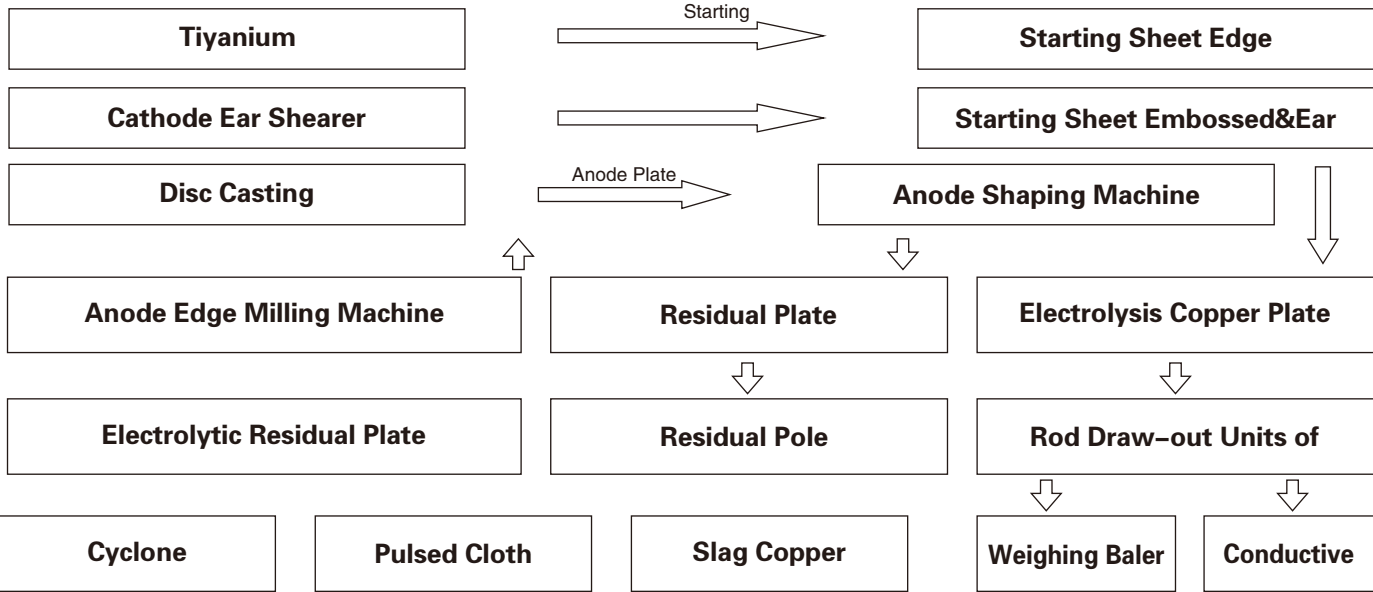 Tiyanium
Starting
Starting Sheet Edge
Cathode Ear Shearer
Starting Sheet Embossed&Ear
Disc Casting
Anode Plate
Anode Shaping Machine
Anode Edge Milling Machine
Residual Plate
Electrolysis Copper Plate
Electrolytic Residual Plate
Residual Pole
Rod Draw–out Units of
Cyclone
Pulsed Cloth
Slag Copper
Weighing Baler
Conductive